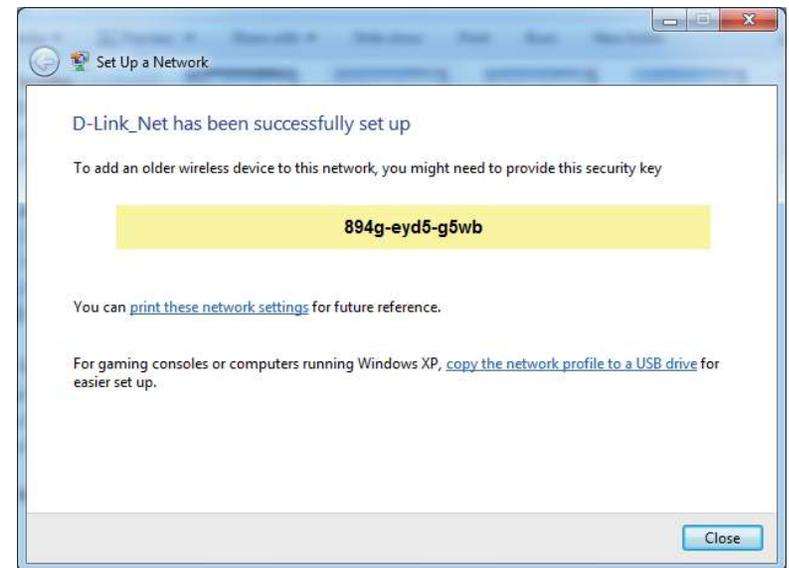 Set Up a Network
D-Link_Net has been successfully set up
To add an older wireless device to this network, you might need to provide this security key
894g-eyd5-g5wb
You can print these network settings for future reference.
For gaming consoles or computers running Windows XP, copy the network profile to a USB drive for
easier set up.
Close